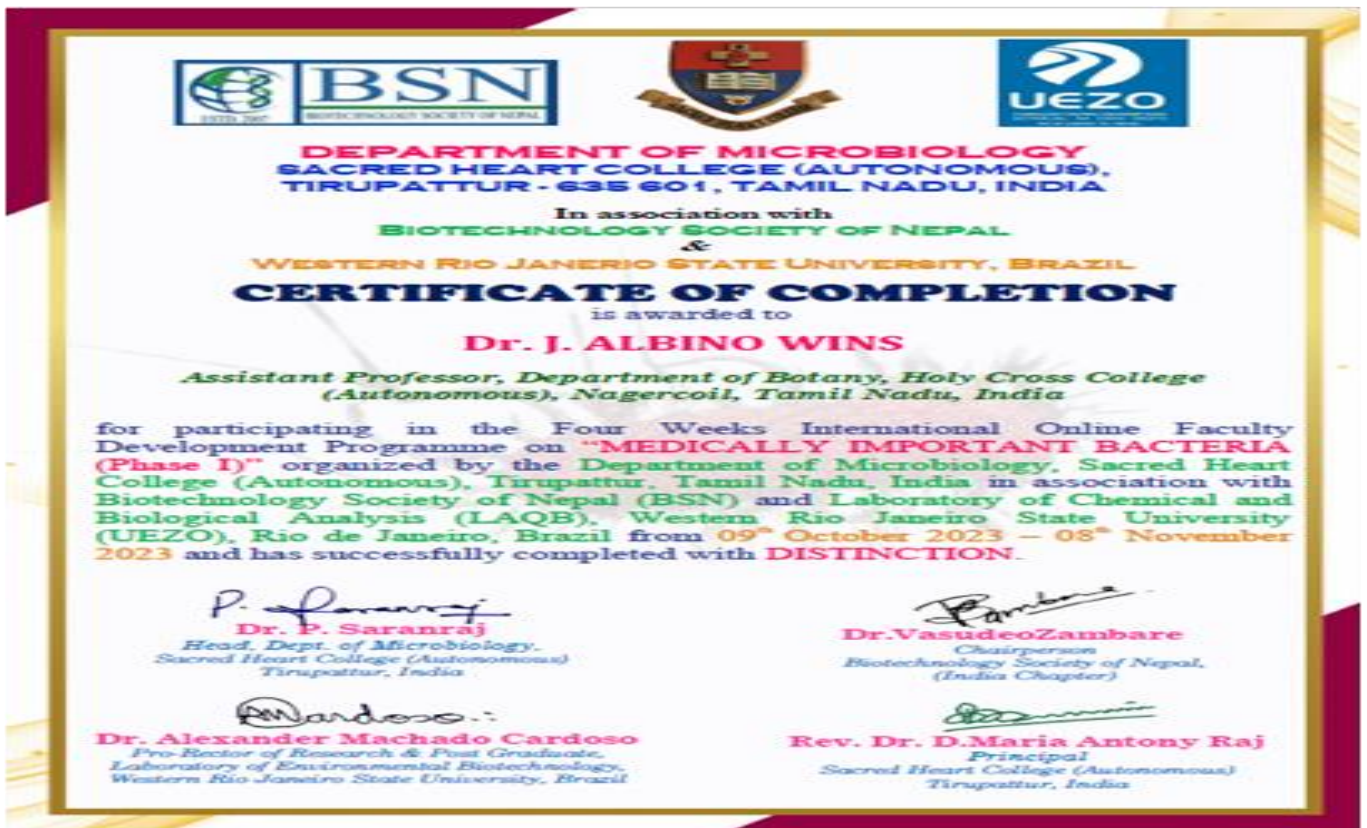 BSN
ESTD. 2007
BIOTECHNOLOGY SOCIETY OF NEPAL
UEZO
DEPARTMENT OF MICROBIOLOGY
SACRED HEART COLLEGE (AUTONOMOUS),
TIRUPATTUR - 635 601, TAMIL NADU, INDIA
In association with
BIOTECHNOLOGY SOCIETY OF NEPAL
&
WESTERN RIO JANERIO STATE UNIVERSITY, BRAZIL
CERTIFICATE OF COMPLETION
is awarded to
Dr. J. ALBINO WINS
Assistant Professor, Department of Botany, Holy Cross College
(Autonomous), Nagercoil, Tamil Nadu, India
for participating in the Four Weeks International Online Faculty
Development Programme on "MEDICALLY IMPORTANT BACTERIA
(Phase I)" organized by the Department of Microbiology, Sacred Heart
College (Autonomous), Tirupattur, Tamil Nadu, India in association with
Biotechnology Society of Nepal (BSN) and Laboratory of Chemical and
Biological Analysis (LAQB), Western Rio Janeiro State University
(UEZO), Rio de Janeiro, Brazil from 09th October 2023 – 08th November
2023 and has successfully completed with DISTINCTION.
P. Saranraj
Dr. P. Saranraj
Head, Dept. of Microbiology,
Sacred Heart College (Autonomous)
Tirupattur, India
Dr.VasudeoZambare
Chairperson
Biotechnology Society of Nepal,
(India Chapter)
Dr. Alexander Machado Cardoso
Pro-Rector of Research & Post Graduate,
Laboratory of Environmental Biotechnology,
Western Rio Janeiro State University, Brazil
Rev. Dr. D.Maria Antony Raj
Principal
Sacred Heart College (Autonomous)
Tirupattur, India